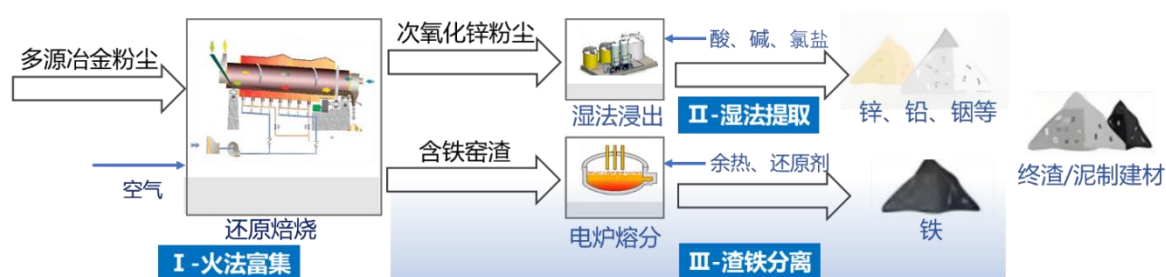 多源冶金粉尘
空气
还原焙烧
Ⅰ-火法富集
次氧化锌粉尘
含铁窑渣
湿法浸出
酸、碱、氯盐
Ⅱ-湿法提取
锌、铅、铟等
电炉熔分
余热、还原剂
Ⅲ-渣铁分离
铁
终渣/泥制建材